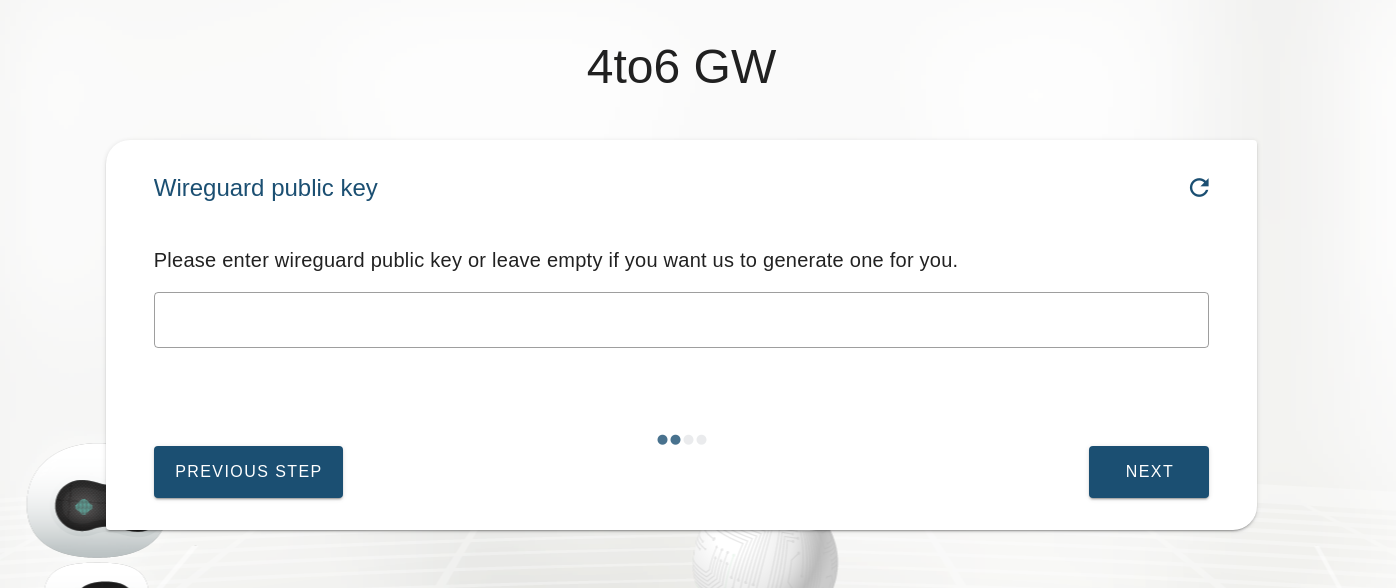 4to6 GW
Wireguard public key
Please enter wireguard public key or leave empty if you want us to generate one for you.
PREVIOUS STEP
NEXT